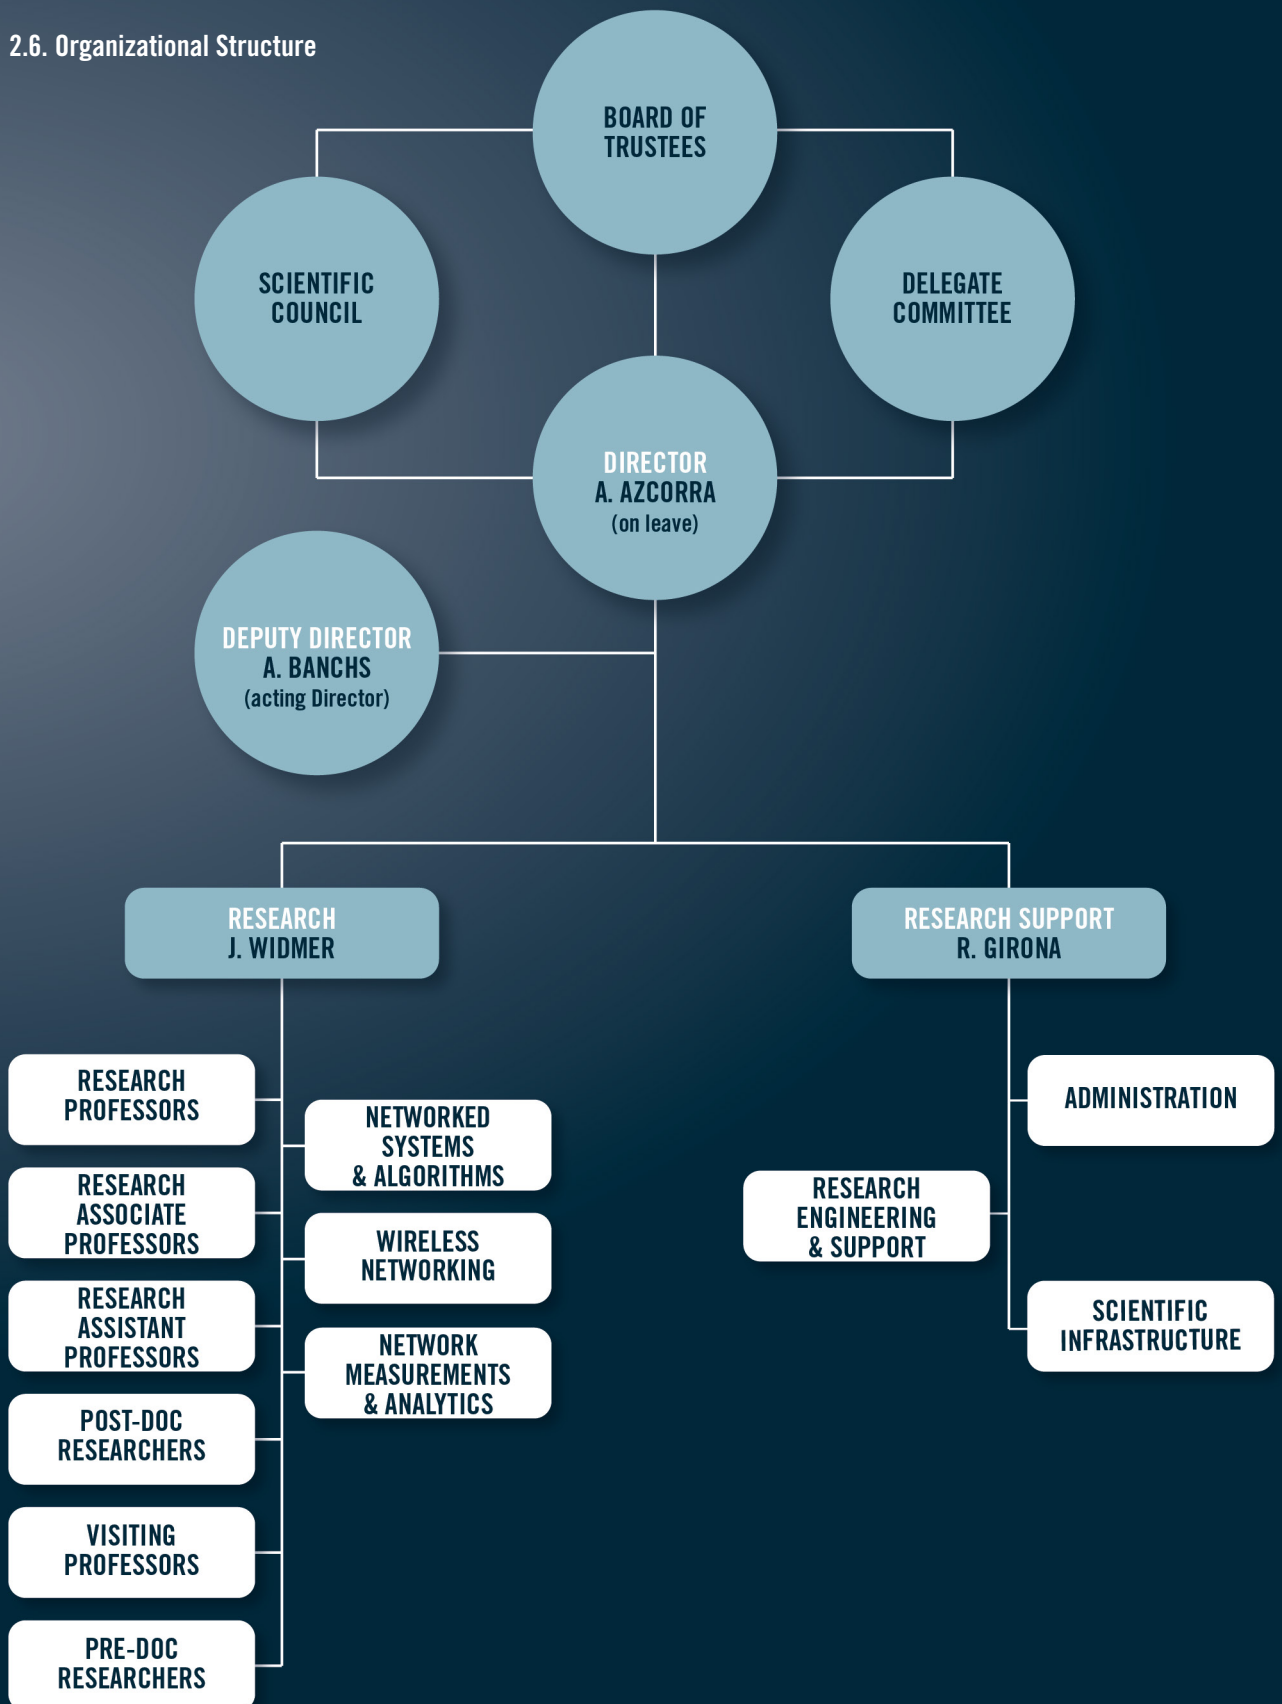 2.6. Organizational Structure
BOARD OF
TRUSTEES
SCIENTIFIC
COUNCIL
DELEGATE
COMMITTEE
DIRECTOR
A. AZCORRA
(on leave)
DEPUTY DIRECTOR
A. BANCHS
(acting Director)
RESEARCH
J. WIDMER
RESEARCH SUPPORT
R. GIRONA
RESEARCH
PROFESSORS
RESEARCH
ASSOCIATE
PROFESSORS
RESEARCH
ASSISTANT
PROFESSORS
POST-DOC
RESEARCHERS
VISITING
PROFESSORS
PRE-DOC
RESEARCHERS
NETWORKED
SYSTEMS
& ALGORITHMS
WIRELESS
NETWORKING
NETWORK
MEASUREMENTS
& ANALYTICS
ADMINISTRATION
RESEARCH
ENGINEERING
& SUPPORT
SCIENTIFIC
INFRASTRUCTURE